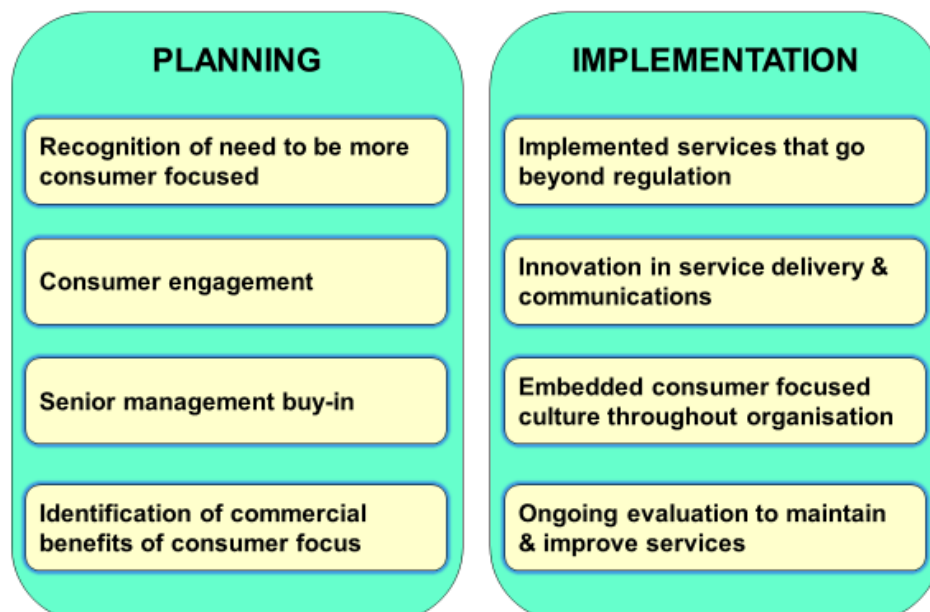 PLANNING
Recognition of need to be more
consumer focused
Consumer engagement
Senior management buy-in
Identification of commercial
benefits of consumer focus
IMPLEMENTATION
Implemented services that go
beyond regulation
Innovation in service delivery &
communications
Embedded consumer focused
culture throughout organisation
Ongoing evaluation to maintain
& improve services